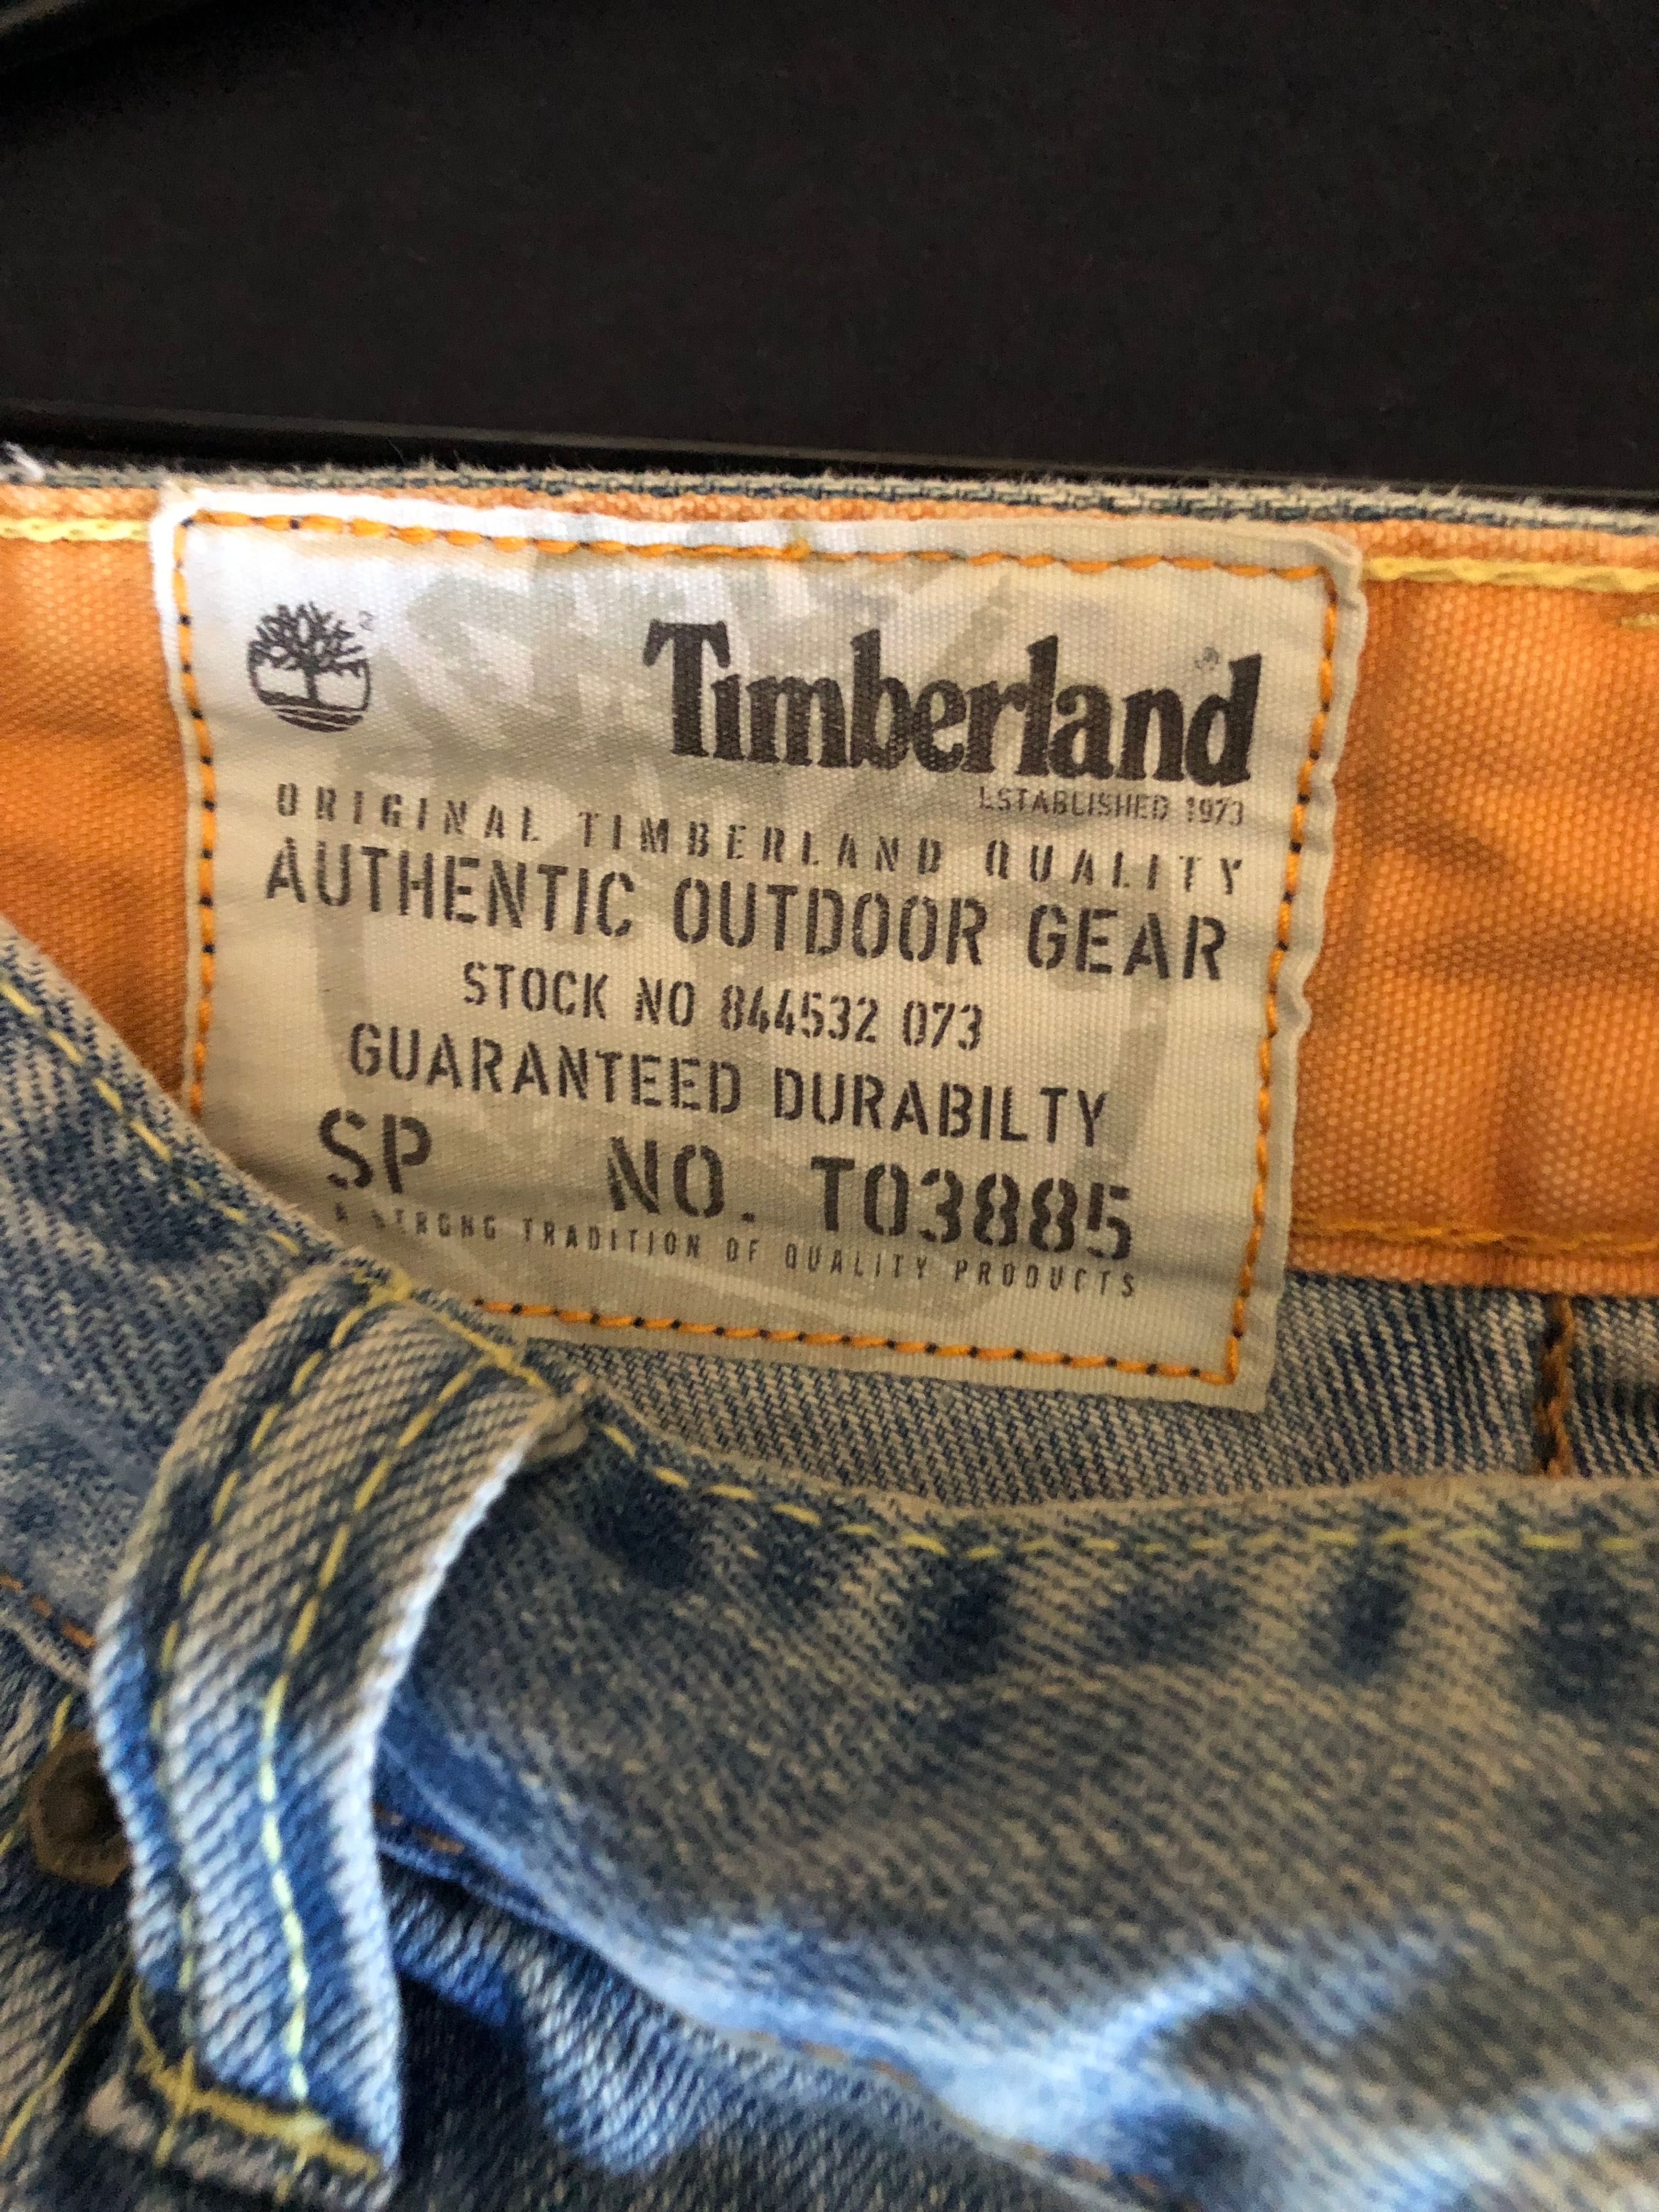 Timberland
ESTABLISHED 1973
ORIGINAL TIMBERLAND QUALITY
AUTHENTIC OUTDOOR GEAR
STOCK NO 844532 073
GUARANTEED DURABILTY
SP NO. T03885
A STRONG TRADITION OF QUALITY PRODUCTS